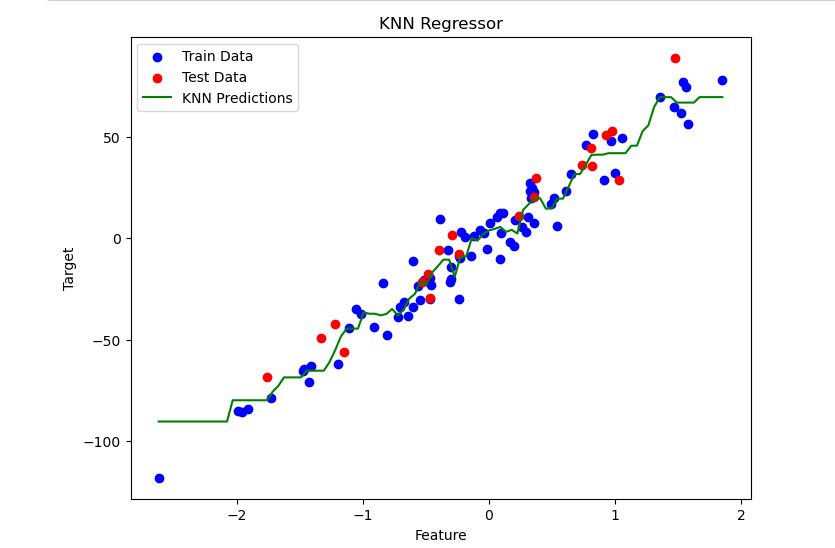 KNN Regressor
Train Data
Test Data
KNN Predictions
Target
50
0
−50
−100
−2
−1
0
1
2
Feature